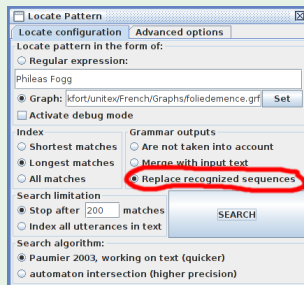 Locate Pattern
Locate configuration Advanced options
Locate pattern in the form of:
Regular expression:
Phileas Fogg
Graph: kfort/unitex/French/Graphs/foliedemence.grf Set
Activate debug mode
Index Grammar outputs
Shortest matches Are not taken into account
Longest matches Merge with input text
All matches Replace recognized sequences
Search limitation
Stop after 200 matches SEARCH
Index all utterances in text
Search algorithm:
Paumier 2003, working on text (quicker)
automaton intersection (higher precision)